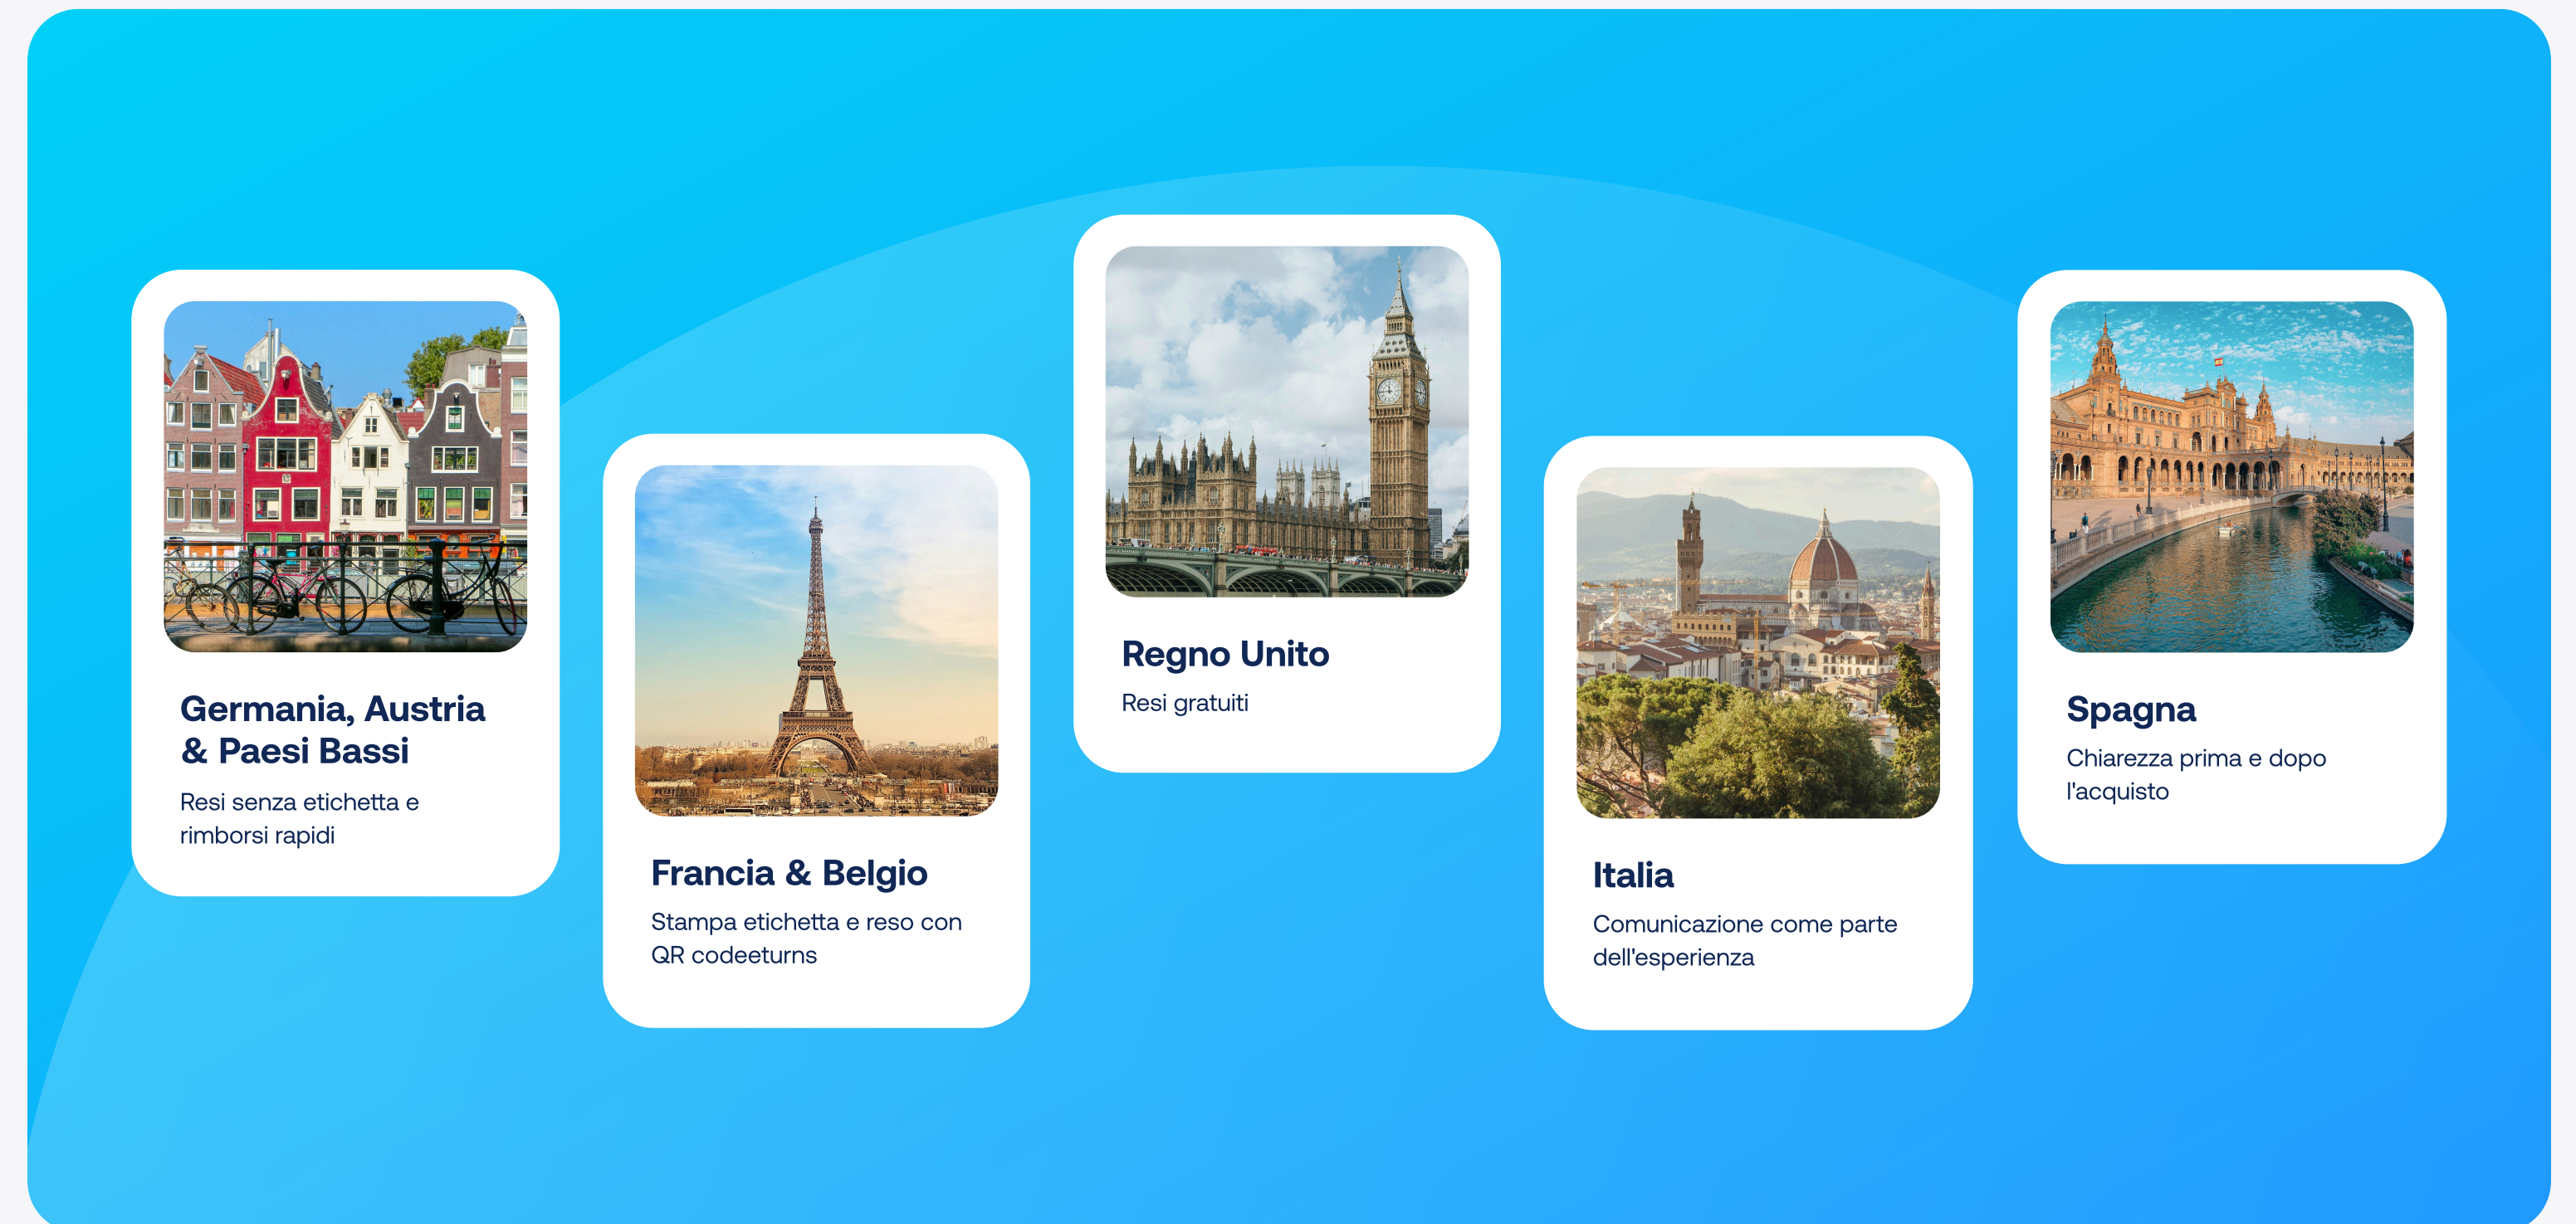 Germania, Austria
& Paesi Bassi
Resi senza etichetta e
rimborsi rapidi
Francia & Belgio
Stampa etichetta e reso con
QR codeeturns
Regno Unito
Resi gratuiti
Italia
Comunicazione come parte
dell'esperienza
Spagna
Chiarezza prima e dopo
l'acquisto